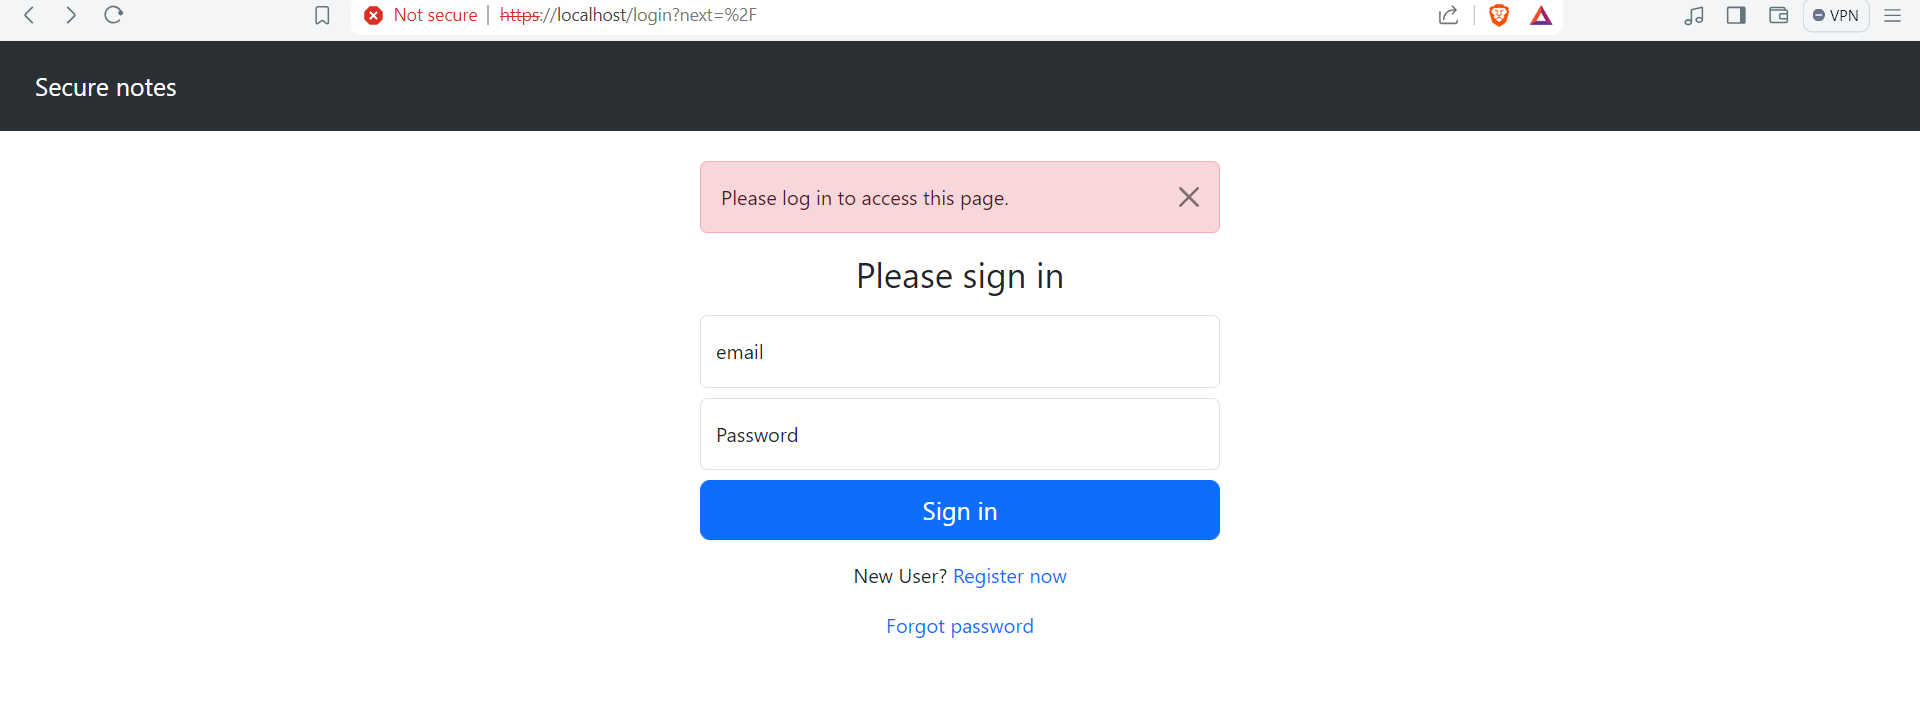 Not secure https://localhost/login?next=%2F VPN
Secure notes
Please log in to access this page.
Please sign in
email
Password
Sign in
New User? Register now
Forgot password